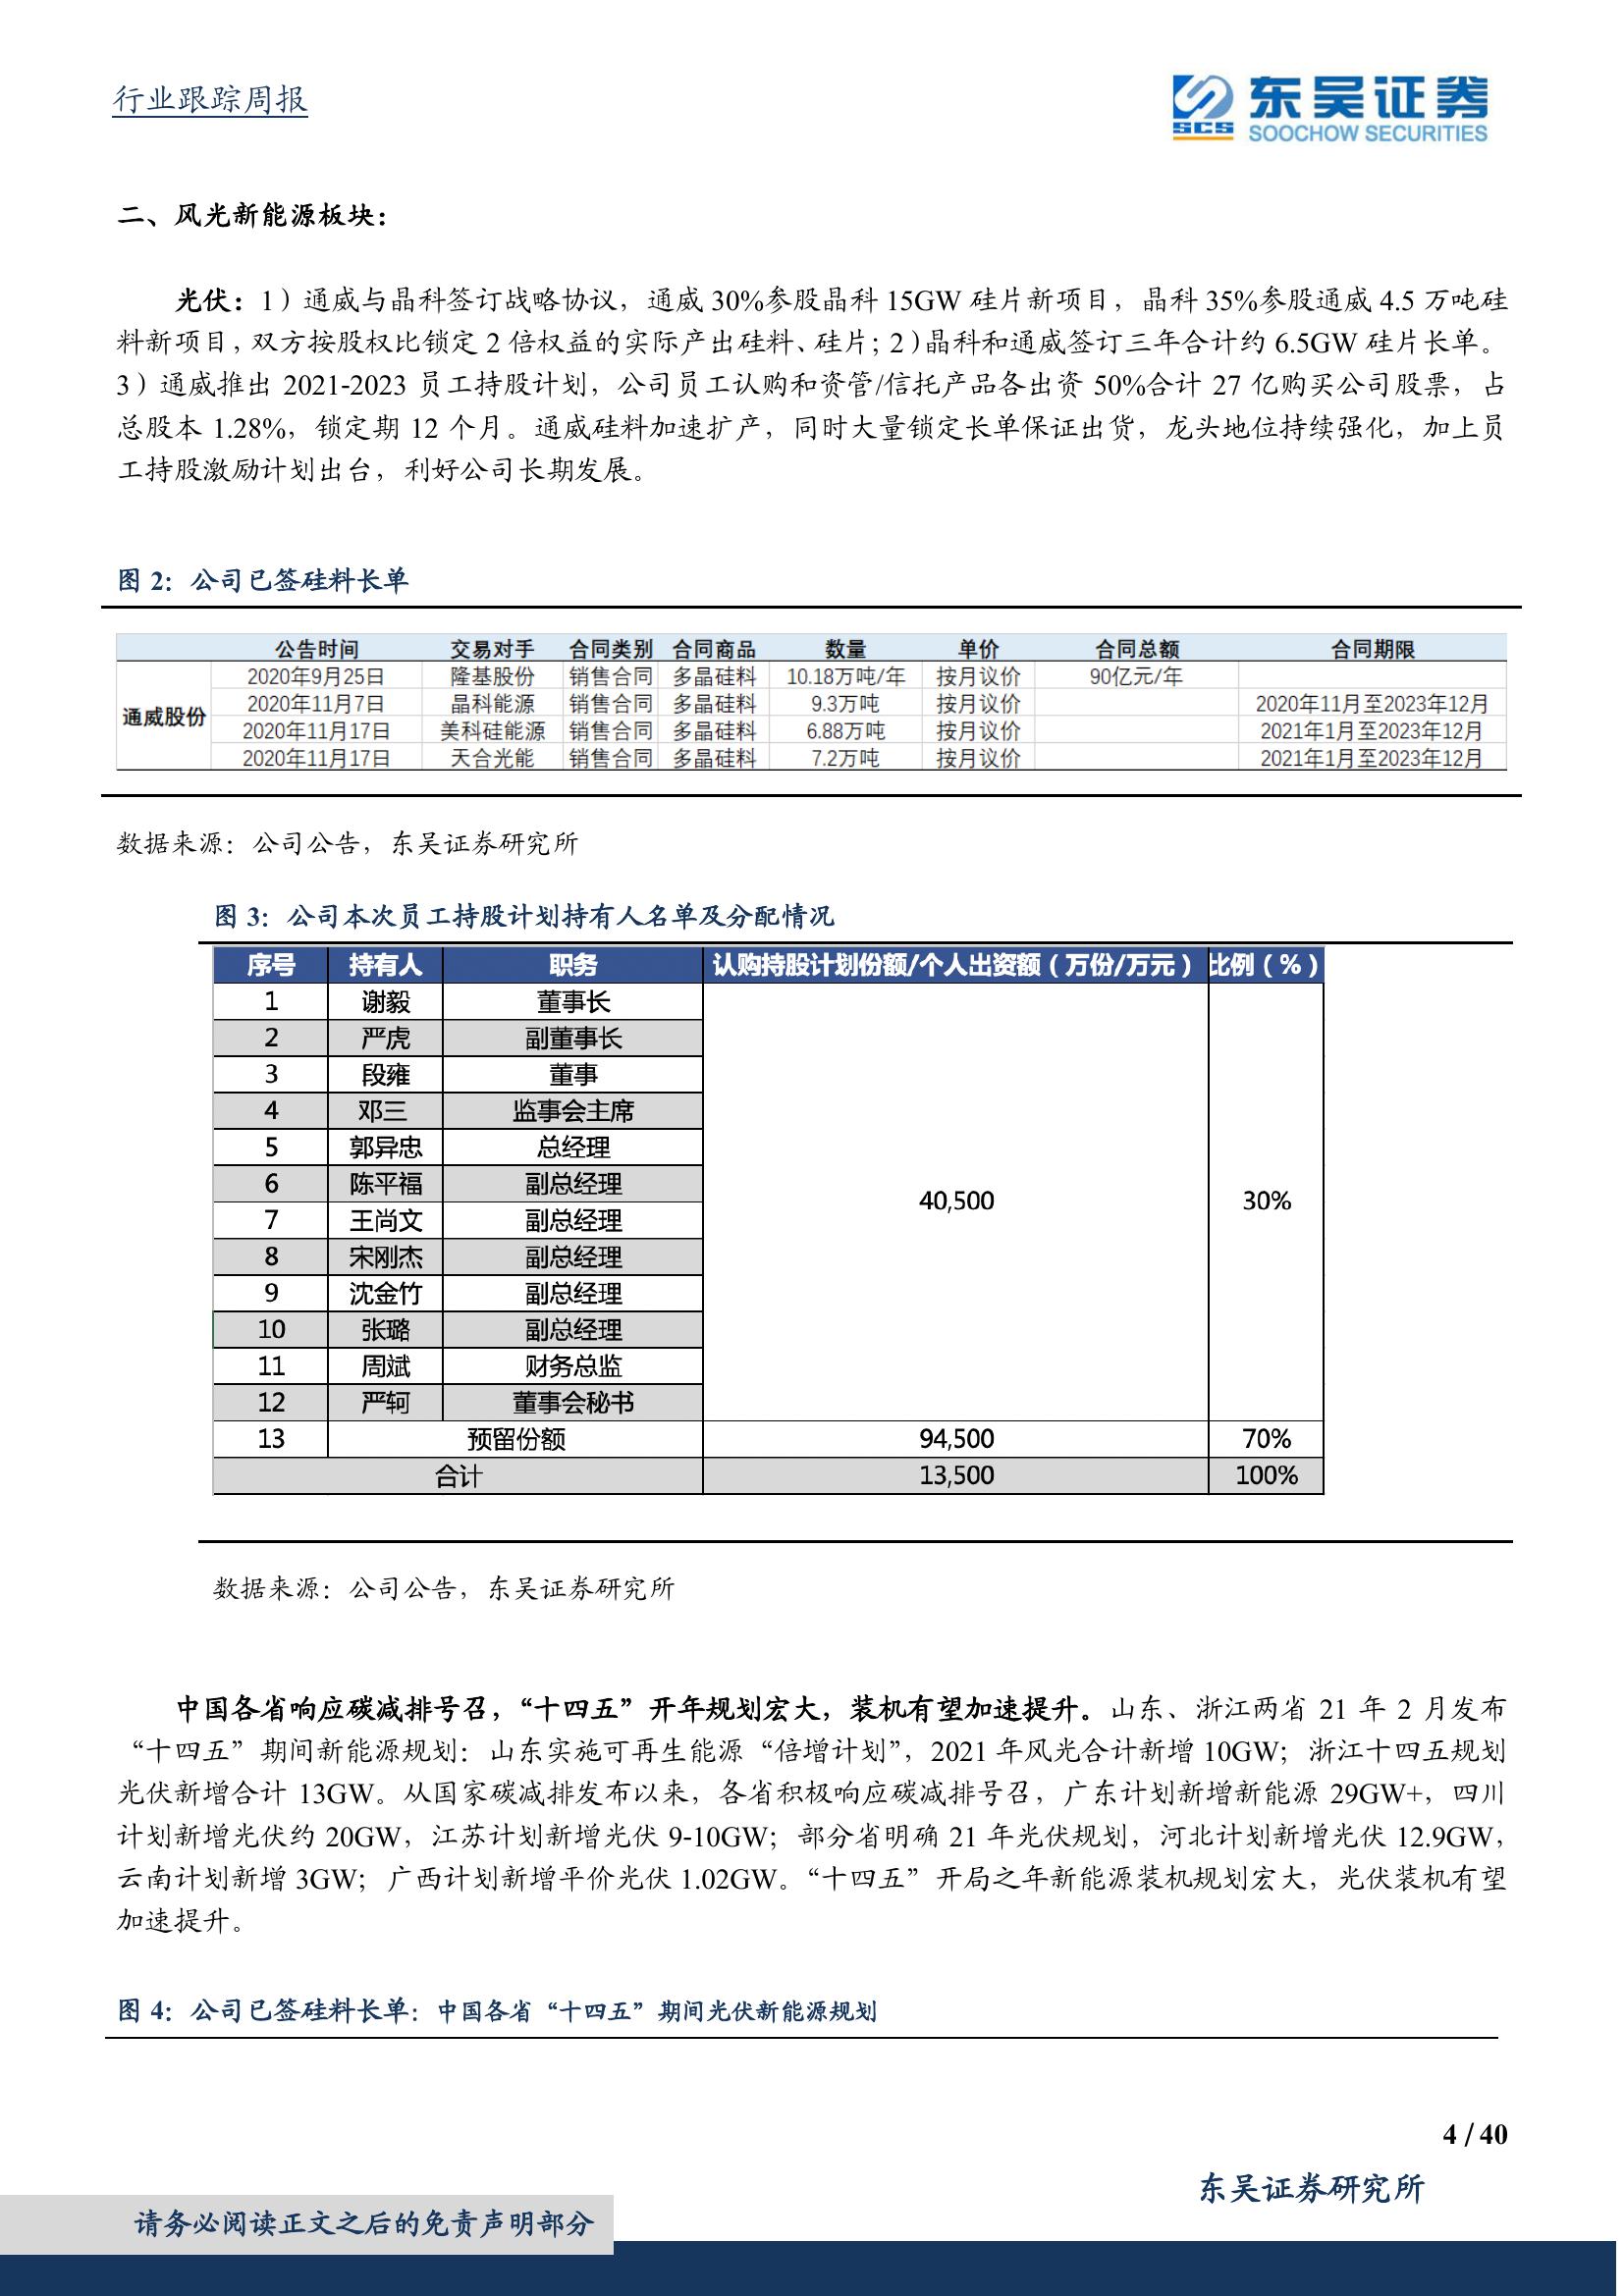 行业跟踪周报
东吴证券
SCS
SOOCHOW SECURITIES
二、风光新能源板块：
光伏：1）通威与晶科签订战略协议，通威 30%参股晶科 15GW 硅片新项目，晶科 35%参股通威 4.5 万吨硅
料新项目，双方按股权比锁定 2 倍权益的实际产出硅料、硅片；2）晶科和通威签订三年合计约 6.5GW 硅片长单。
3）通威推出 2021-2023 员工持股计划，公司员工认购和资管/信托产品各出资 50%合计 27 亿购买公司股票，占
总股本 1.28%，锁定期 12 个月。通威硅料加速扩产，同时大量锁定长单保证出货，龙头地位持续强化，加上员
工持股激励计划出台，利好公司长期发展。
图 2：公司已签硅料长单
公告时间 交易对手 合同类别 合同商品 数量 单价 合同总额 合同期限
通威股份
2020年9月25日 隆基股份 销售合同 多晶硅料 10.18万吨/年 按月议价 90亿元/年
2020年11月7日 晶科能源 销售合同 多晶硅料 9.3万吨 按月议价 2020年11月至2023年12月
2020年11月17日 美科硅能源 销售合同 多晶硅料 6.88万吨 按月议价 2021年1月至2023年12月
2020年11月17日 天合光能 销售合同 多晶硅料 7.2万吨 按月议价 2021年1月至2023年12月
数据来源：公司公告，东吴证券研究所
图 3：公司本次员工持股计划持有人名单及分配情况
序号 持有人 职务 认购持股计划份额/个人出资额（万份/万元） 比例（%）
1 谢毅 董事长
2 严虎 副董事长
3 段雍 董事
4 邓三 监事会主席
5 郭异忠 总经理
6 陈平福 副总经理
40,500 30%
7 王尚文 副总经理
8 宋刚杰 副总经理
9 沈金竹 副总经理
10 张璐 副总经理
11 周斌 财务总监
12 严轲 董事会秘书
13 预留份额 94,500 70%
合计 13,500 100%
数据来源：公司公告，东吴证券研究所
中国各省响应碳减排号召，“十四五”开年规划宏大，装机有望加速提升。山东、浙江两省 21 年 2 月发布
“十四五”期间新能源规划：山东实施可再生能源“倍增计划”，2021 年风光合计新增 10GW；浙江十四五规划
光伏新增合计 13GW。从国家碳减排发布以来，各省积极响应碳减排号召，广东计划新增新能源 29GW+，四川
计划新增光伏约 20GW，江苏计划新增光伏 9-10GW；部分省明确 21 年光伏规划，河北计划新增光伏 12.9GW，
云南计划新增 3GW；广西计划新增平价光伏 1.02GW。“十四五”开局之年新能源装机规划宏大，光伏装机有望
加速提升。
图 4：公司已签硅料长单：中国各省“十四五”期间光伏新能源规划
4 / 40
东吴证券研究所
请务必阅读正文之后的免责声明部分